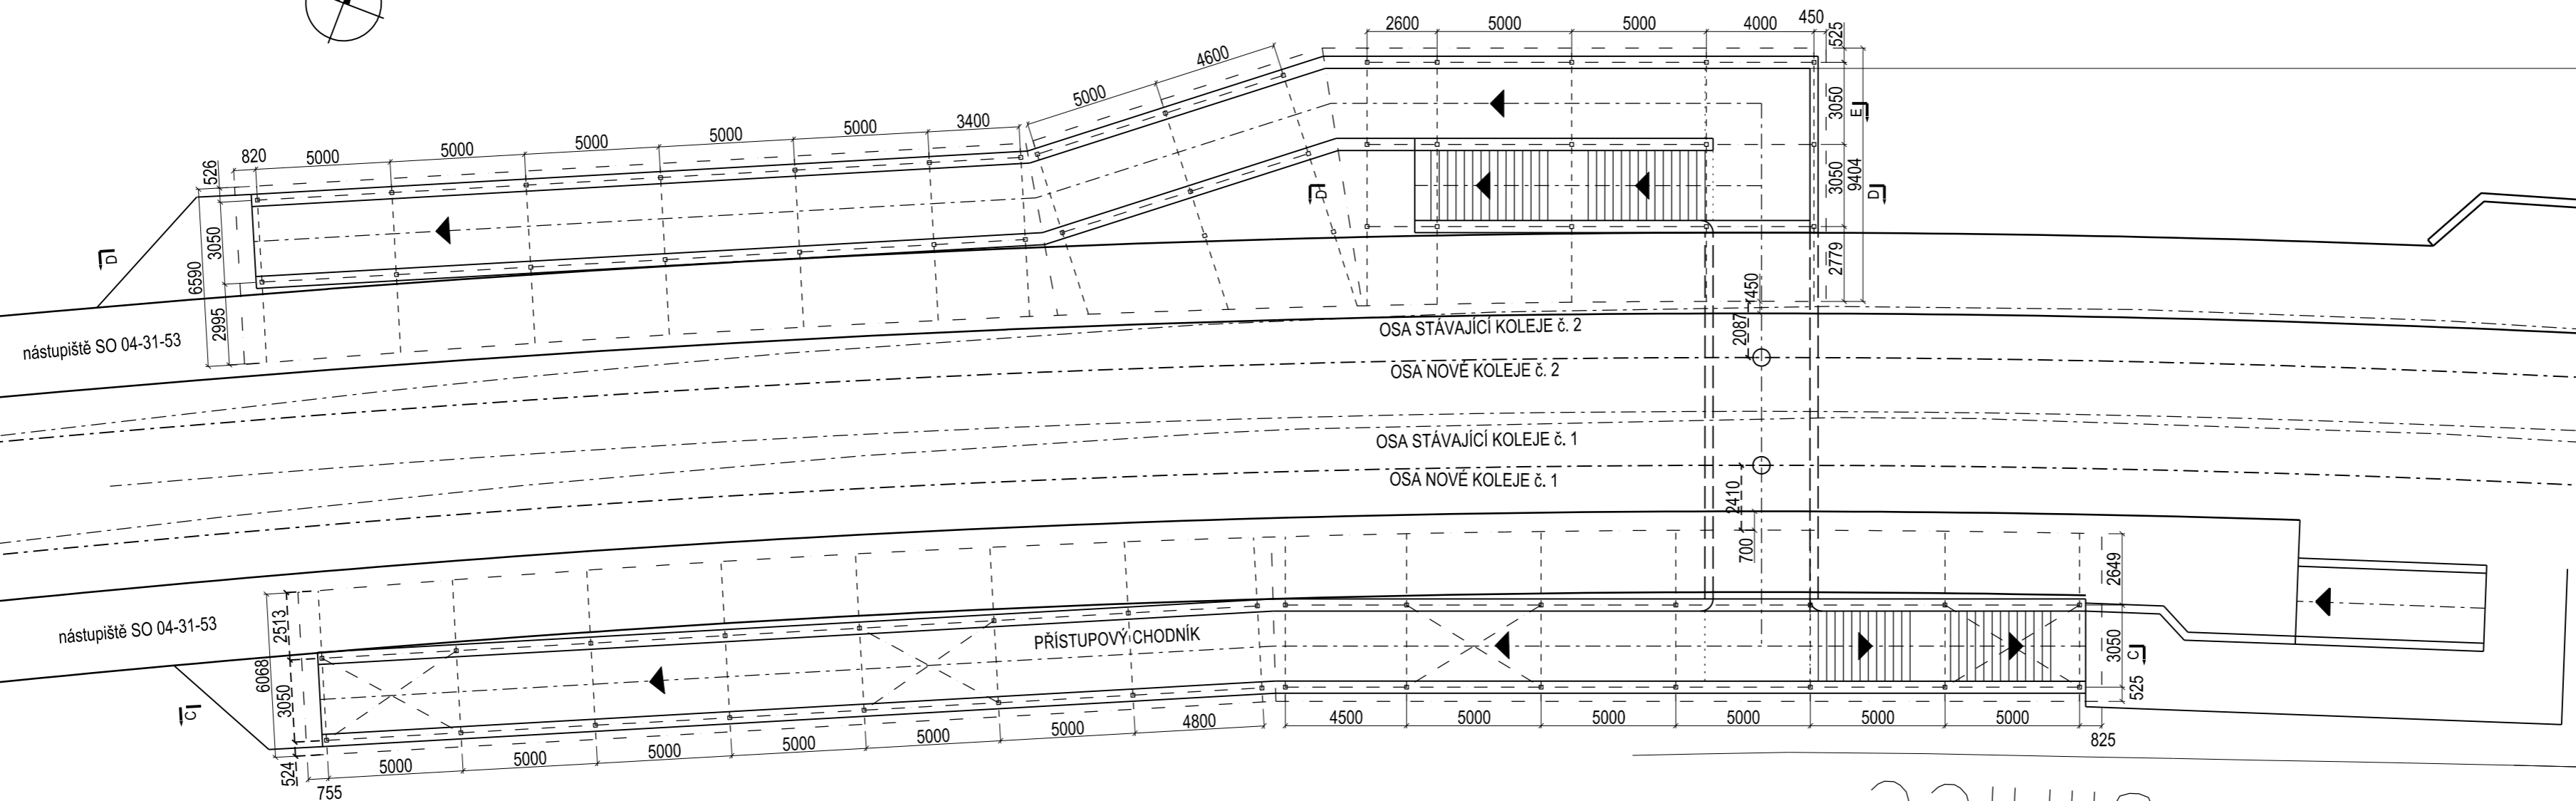 2600 5000 5000 4000 450
525
3050
E
3050
9404
2779
D
D
4600
5000
3400
5000
5000
5000
5000
5000
820
526
3050
6590
2995
D
nástupiště SO 04-31-53
450
2087
OSA STÁVAJÍCÍ KOLEJE č. 2
OSA NOVÉ KOLEJE č. 2
OSA STÁVAJÍCÍ KOLEJE č. 1
OSA NOVÉ KOLEJE č. 1
2410
700
nástupiště SO 04-31-53
2513
6068
3050
524
C
PŘÍSTUPOVÝ CHODNÍK
2649
3050
C
525
755
5000 5000 5000 5000 5000 5000 4800
4500 5000 5000 5000 5000 5000
825